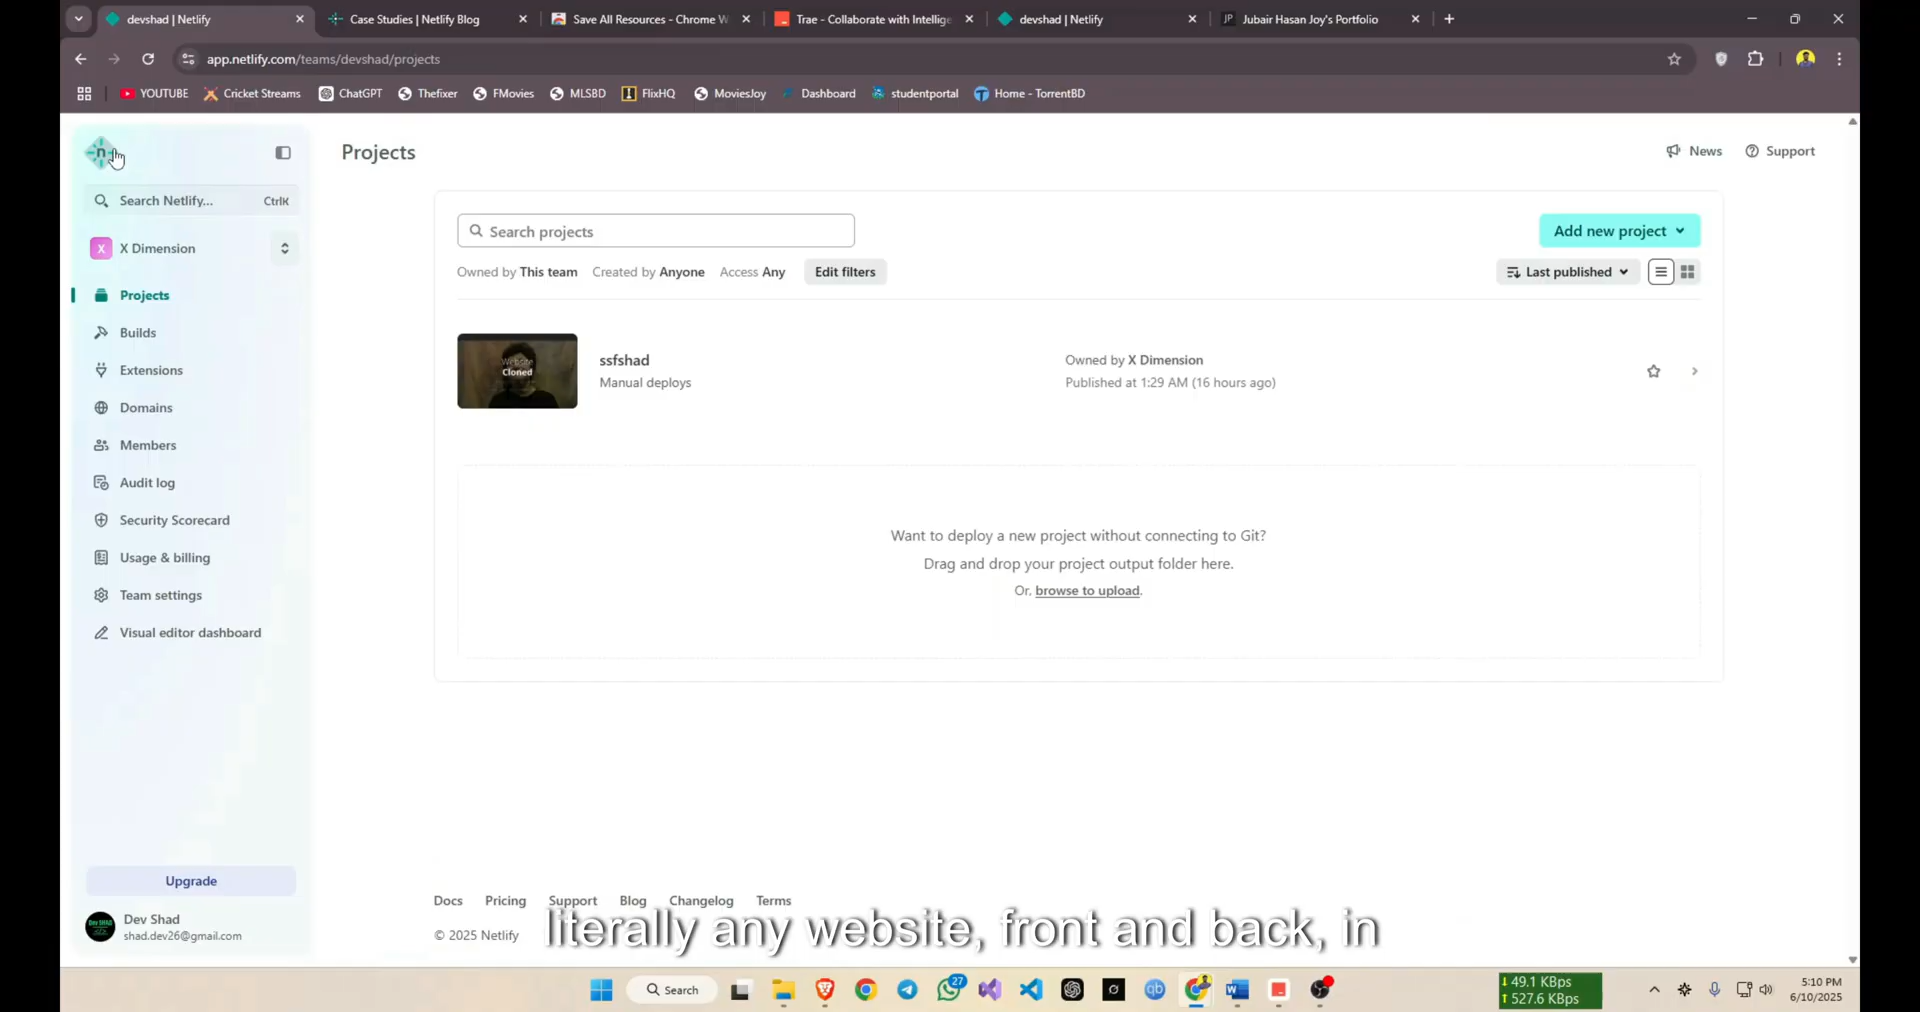 devshad | Netlify
Case Studies | Netlify Blog
Save All Resources - Chrome W
Trae - Collaborate with Intellige
devshad | Netlify
JP Jubair Hasan Joy's Portfolio
app.netlify.com/teams/devshad/projects
YOUTUBE
Cricket Streams
ChatGPT
Thefixer
FMovies
MLSBD
FlixHQ
MoviesJoy
Dashboard
studentportal
Home - TorrentBD
n
Projects
News
Support
Search Netlify...
CtrlK
X X Dimension
Projects
Builds
Extensions
Domains
Members
Audit log
Security Scorecard
Usage & billing
Team settings
Visual editor dashboard
Upgrade
Dev Shad
shad.dev26@gmail.com
Search projects
Add new project
Owned by This team
Created by Anyone
Access Any
Edit filters
Last published
Website
Cloned
ssfshad
Manual deploys
Owned by X Dimension
Published at 1:29 AM (16 hours ago)
Want to deploy a new project without connecting to Git?
Drag and drop your project output folder here.
Or, browse to upload.
Docs
Pricing
Support
Blog
Changelog
Terms
© 2025 Netlify
literally any website, front and back, in
Search
27
qb
49.1 KBps
527.6 KBps
5:10 PM
6/10/2025